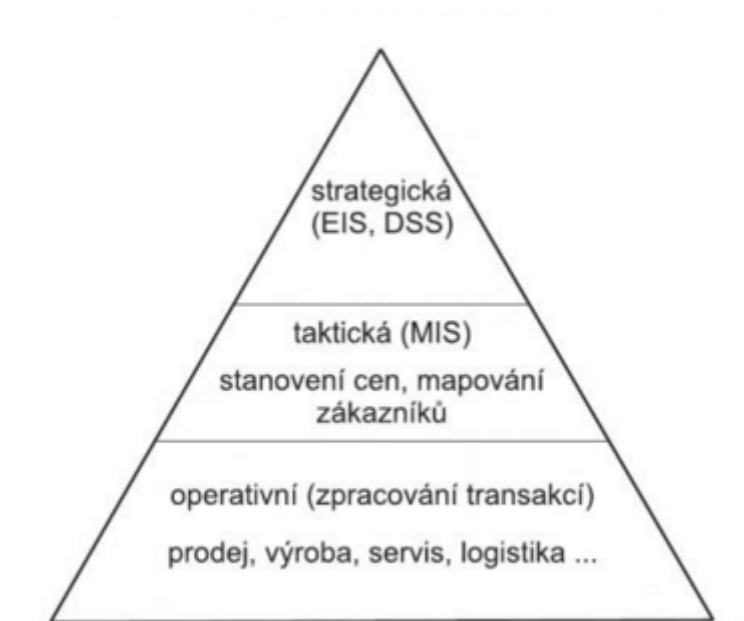 strategická
(EIS, DSS)
taktická (MIS)
stanovení cen, mapování
zákazníků
operativní (zpracování transakcí)
prodej, výroba, servis, logistika ...